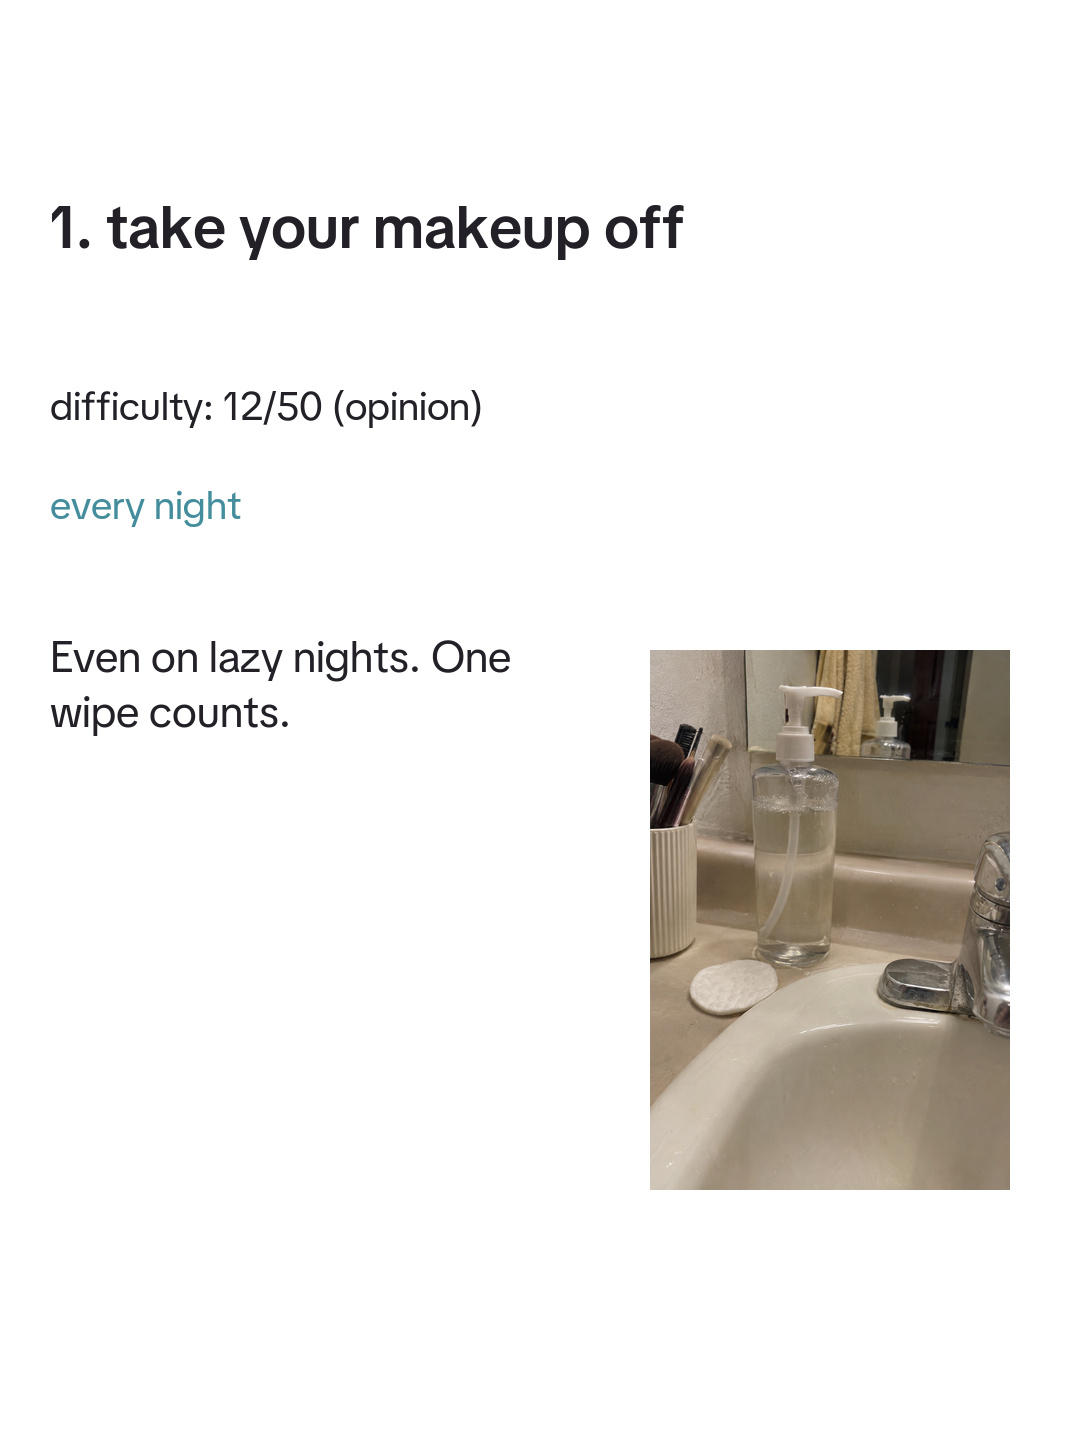 1. take your makeup off
difficulty: 12/50 (opinion)
every night
Even on lazy nights. One
wipe counts.